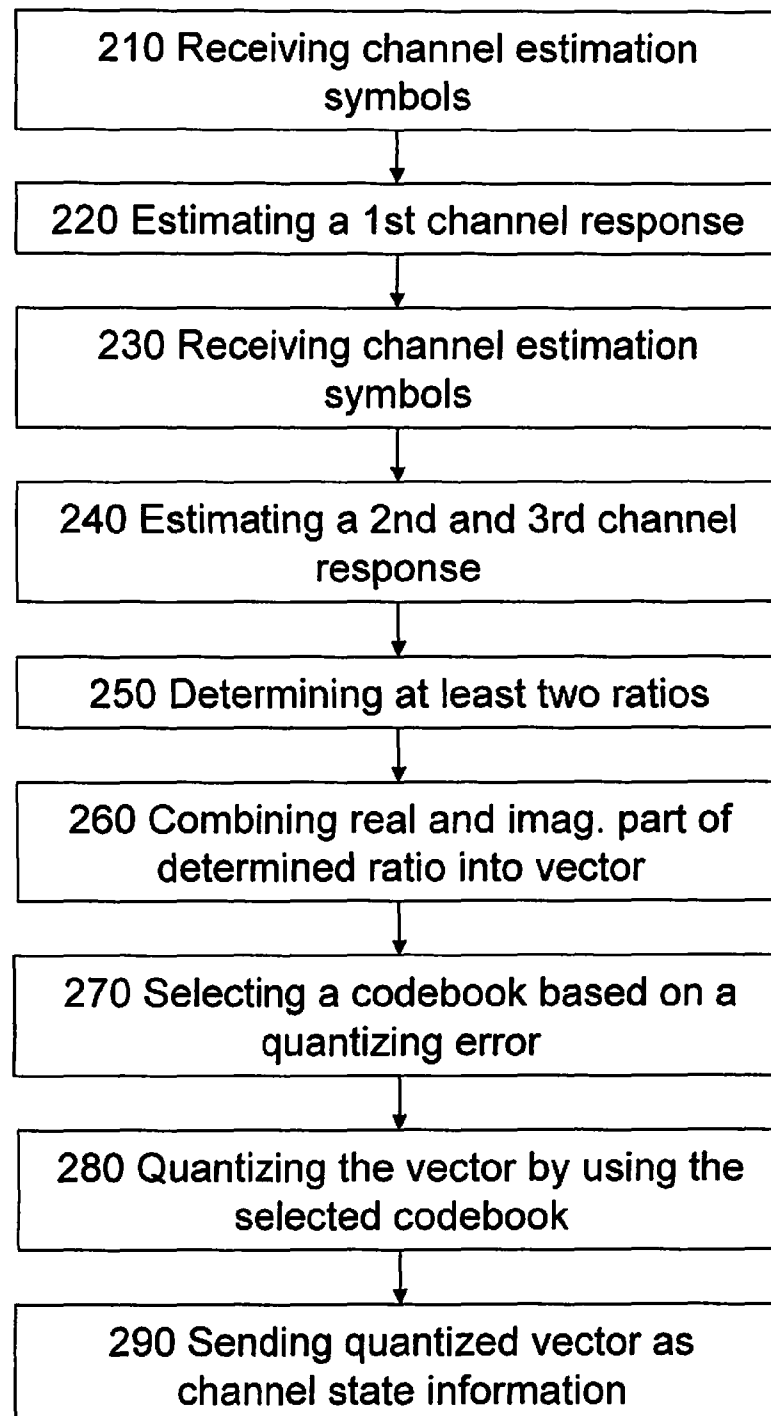 210 Receiving channel estimation
symbols
220 Estimating a 1st channel response
230 Receiving channel estimation
symbols
240 Estimating a 2nd and 3rd channel
response
250 Determining at least two ratios
260 Combining real and imag. part of
determined ratio into vector
270 Selecting a codebook based on a
quantizing error
280 Quantizing the vector by using the
selected codebook
290 Sending quantized vector as
channel state information